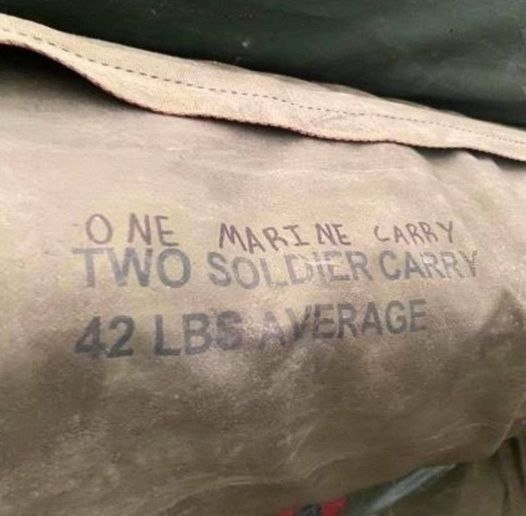 ONE MARINE CARRY
TWO SOLDIER CARRY
42 LBS AVERAGE